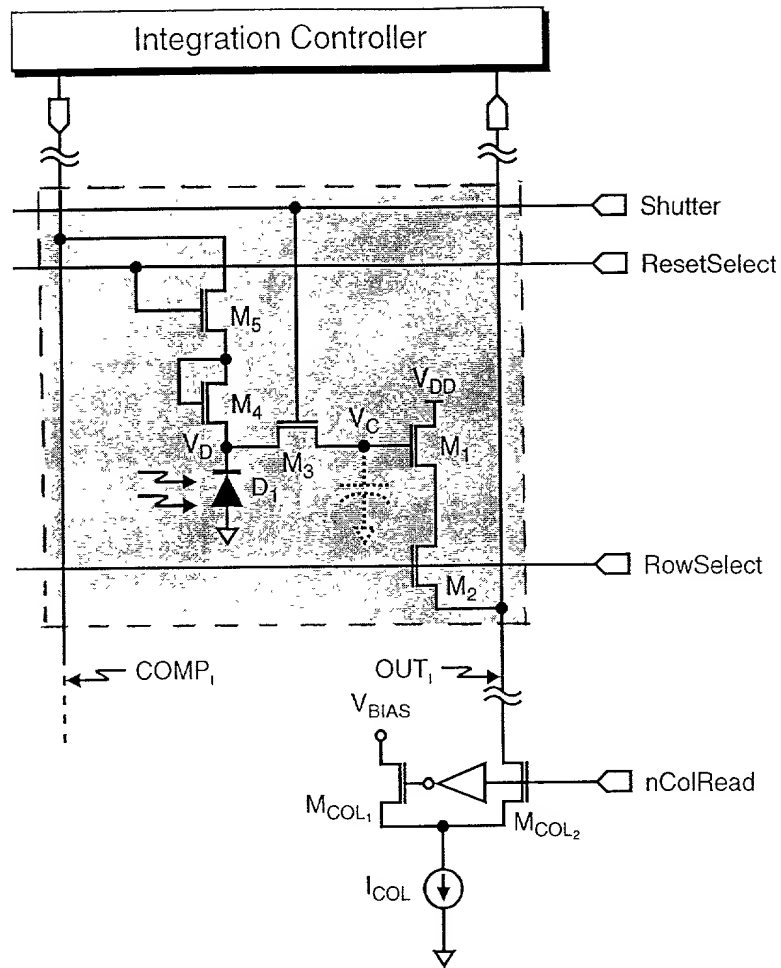 Integration Controller
Shutter
ResetSelect
M5
M4
VDD
VD
VC
M3
M1
D1
M2
RowSelect
COMPI
OUTI
VBIAS
nColRead
MCOL1
MCOL2
ICOL